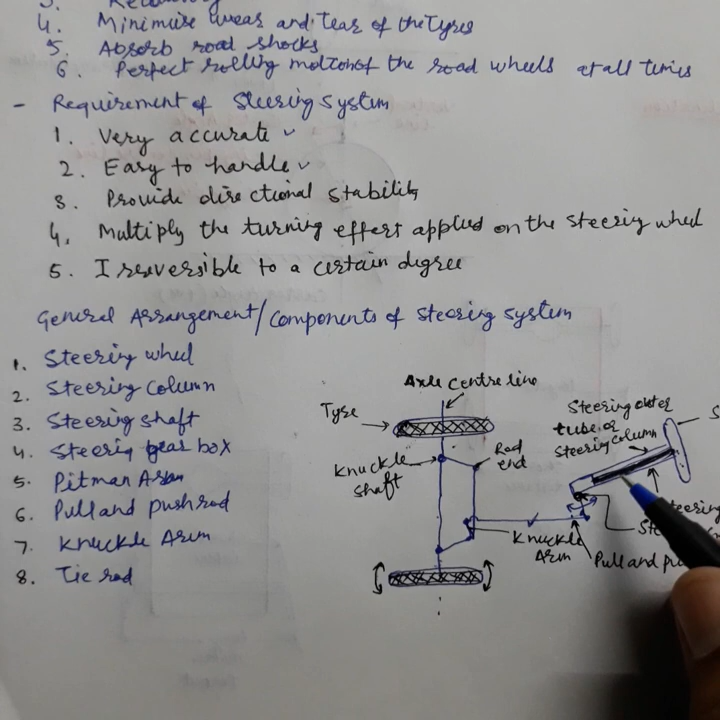 4. Minimise wear and Tear of the Tyres
5. Absorb road shocks
6. Perfect rolling motion of the road wheels at all times
- Requirement of Steering system
1. Very accurate ✓
2. Easy to handle ✓
3. Provide directional stability
4. Multiply the turning effort applied on the steering wheel
5. Irreversible to a certain degree
General Arrangement/Components of Steering system
1. Steering wheel
2. Steering Column
3. Steering shaft
4. Steering gear box
5. Pitman Arm
6. Pull and push rod
7. Knuckle Arm
8. Tie rod
Axle centre line
Tyre
Knuckle shaft
Rod end
Steering outer
tube or
Steering column
Knuckle
Arm
Pull and